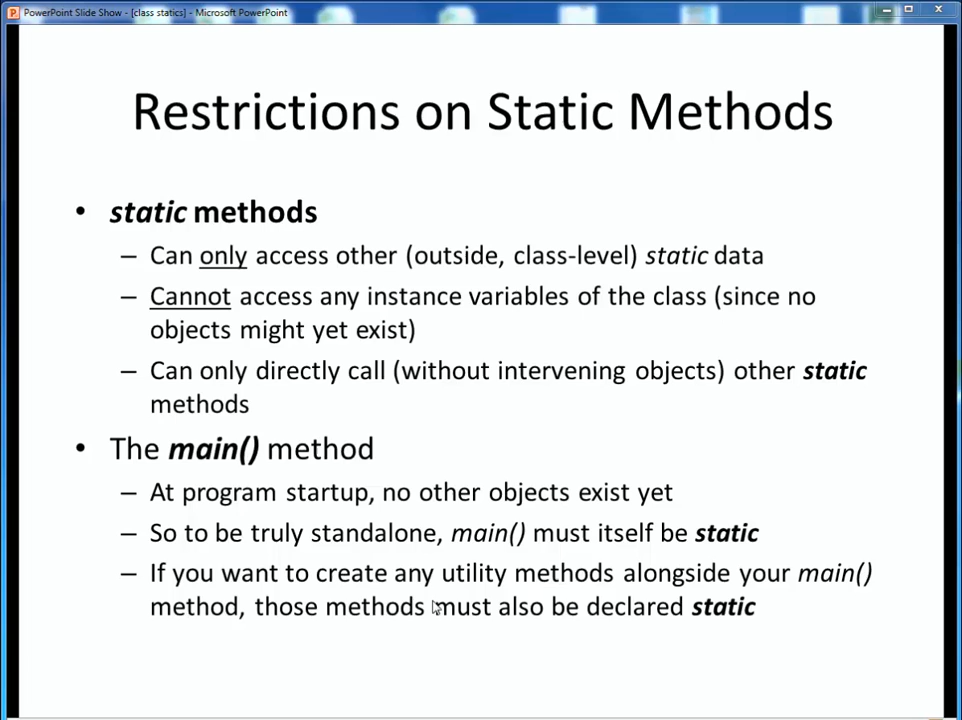 PowerPoint Slide Show - [class statics] - Microsoft PowerPoint
Restrictions on Static Methods
• static methods
– Can only access other (outside, class-level) static data
– Cannot access any instance variables of the class (since no
objects might yet exist)
– Can only directly call (without intervening objects) other static
methods
• The main() method
– At program startup, no other objects exist yet
– So to be truly standalone, main() must itself be static
– If you want to create any utility methods alongside your main()
method, those methods must also be declared static